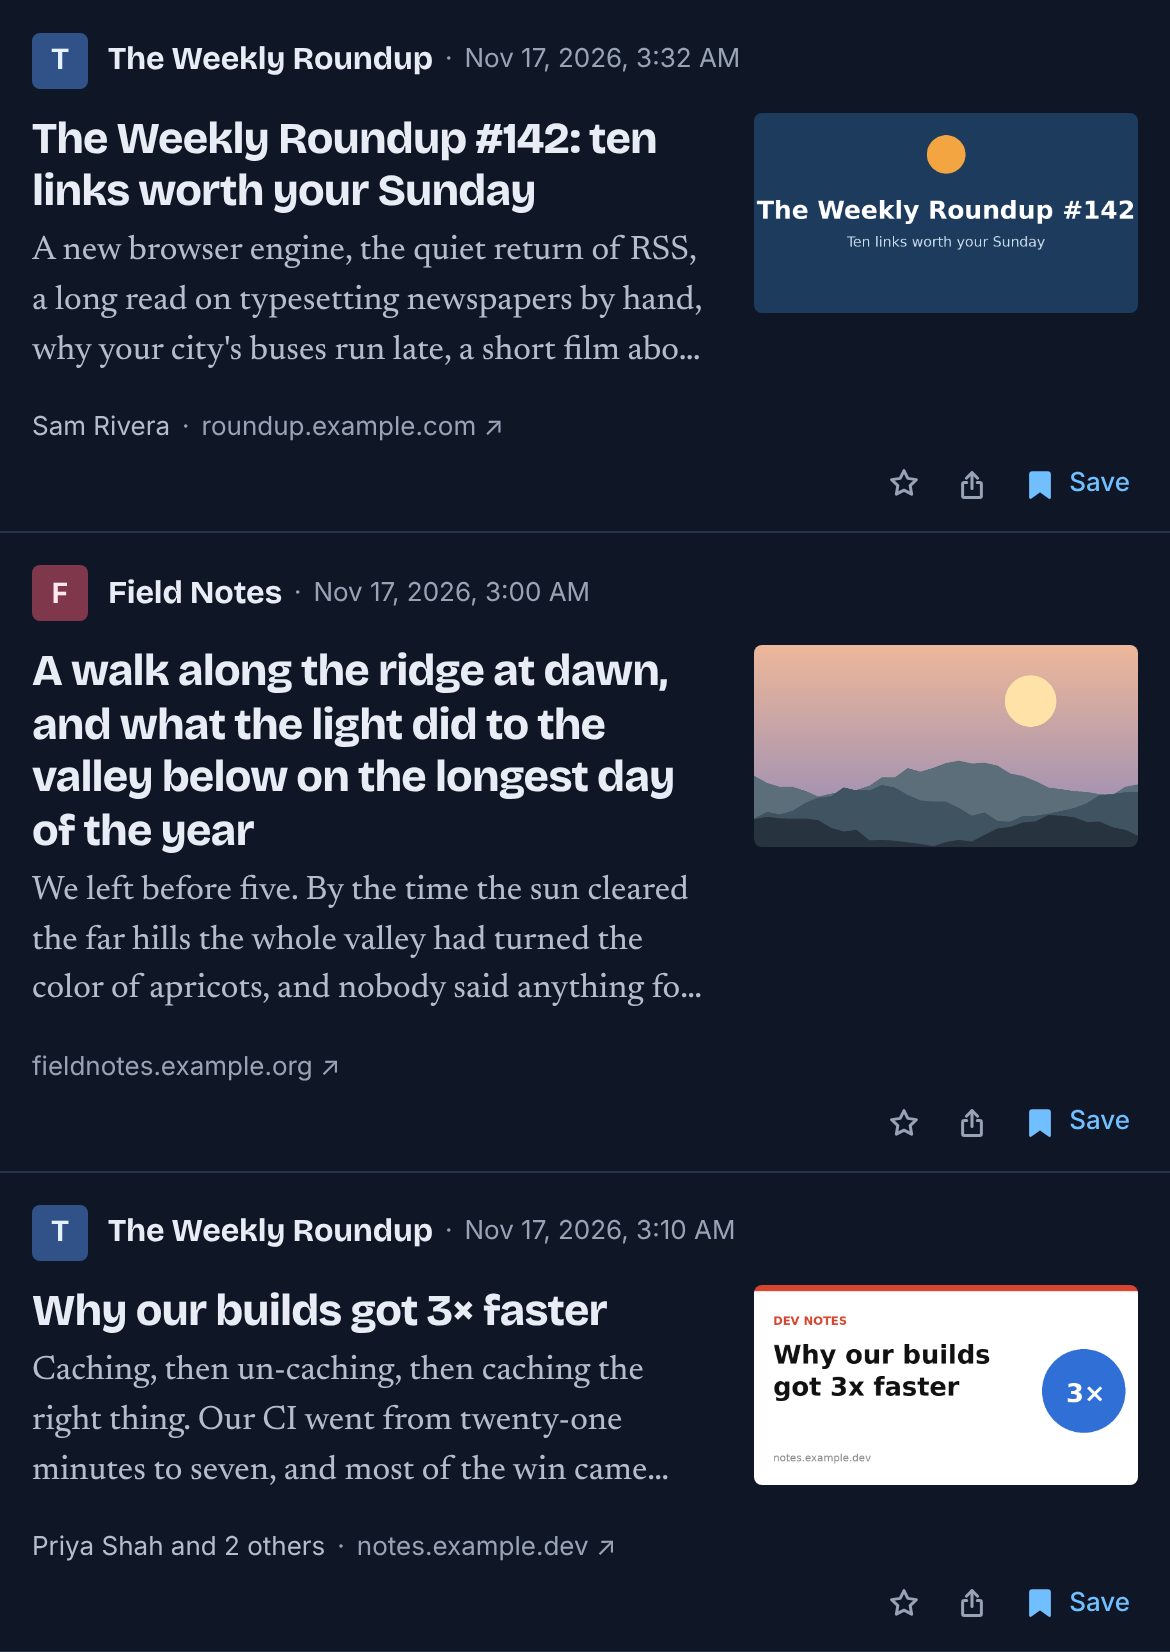 T The Weekly Roundup · Nov 17, 2026, 3:32 AM
The Weekly Roundup #142: ten
links worth your Sunday
A new browser engine, the quiet return of RSS,
a long read on typesetting newspapers by hand,
why your city's buses run late, a short film abo...
The Weekly Roundup #142
Ten links worth your Sunday
Sam Rivera · roundup.example.com ↗
Save
F Field Notes · Nov 17, 2026, 3:00 AM
A walk along the ridge at dawn,
and what the light did to the
valley below on the longest day
of the year
We left before five. By the time the sun cleared
the far hills the whole valley had turned the
color of apricots, and nobody said anything fo...
fieldnotes.example.org ↗
Save
T The Weekly Roundup · Nov 17, 2026, 3:10 AM
Why our builds got 3× faster
Caching, then un-caching, then caching the
right thing. Our CI went from twenty-one
minutes to seven, and most of the win came...
DEV NOTES
Why our builds
got 3x faster
3×
notes.example.dev
Priya Shah and 2 others · notes.example.dev ↗
Save